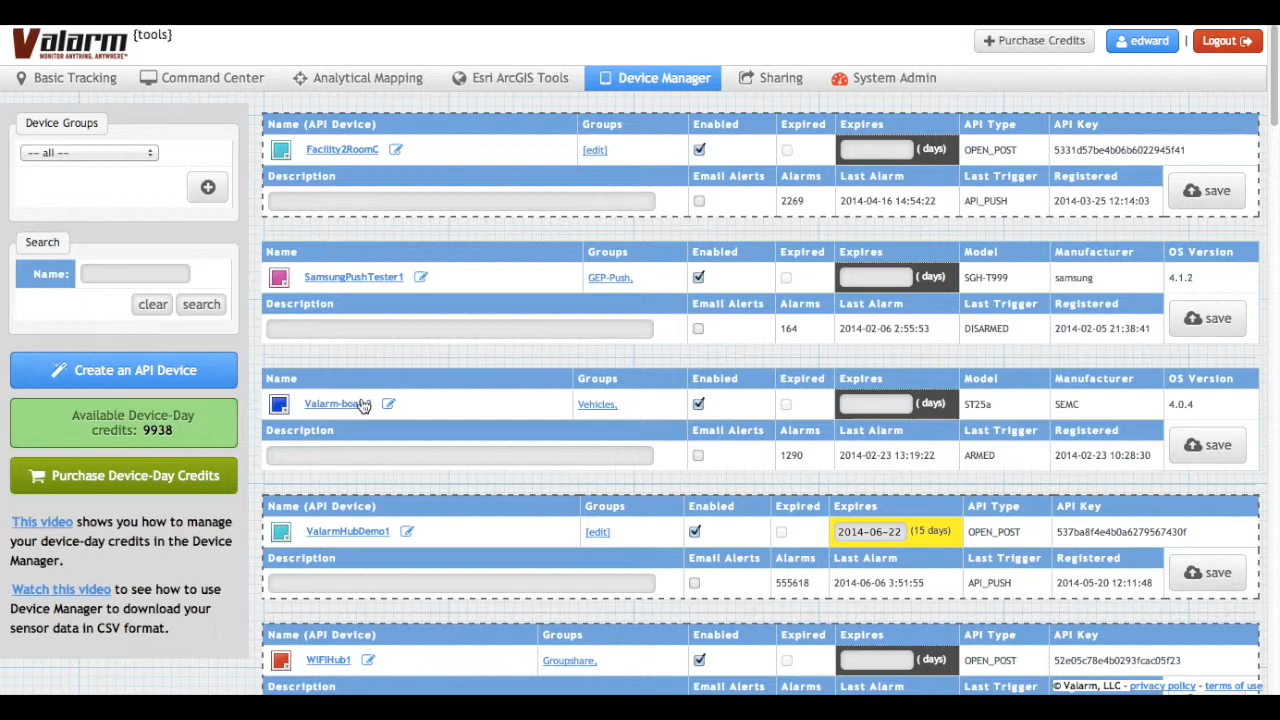 Valarm {tools}
MONITOR ANYTHING, ANYWHERE™
Purchase Credits edward | Logout
Basic Tracking Command Center Analytical Mapping Esri ArcGIS Tools Device Manager Sharing System Admin
Device Groups
-- all --
Search
Name:
clear search
Create an API Device
Available Device-Day
credits: 9938
Purchase Device-Day Credits
This video shows you how to manage
your device-day credits in the Device
Manager.
Watch this video to see how to use
Device Manager to download your
sensor data in CSV format.
Name (API Device) Groups Enabled Expired Expires API Type API Key
Facility2RoomC [edit] ( days) OPEN_POST 5331d57be4b06b6022945f41
Description Email Alerts Alarms Last Alarm Last Trigger Registered
2269 2014-04-16 14:54:22 API_PUSH 2014-03-25 12:14:03 save
Name Groups Enabled Expired Expires Model Manufacturer OS Version
SamsungPushTester1 GEP-Push, ( days) SGH-T999 samsung 4.1.2
Description Email Alerts Alarms Last Alarm Last Trigger Registered
164 2014-02-06 2:55:53 DISARMED 2014-02-05 21:38:41 save
Name Groups Enabled Expired Expires Model Manufacturer OS Version
Vehicles, ( days) ST25a SEMC 4.0.4
Description Email Alerts Alarms Last Alarm Last Trigger Registered
1290 2014-02-23 13:19:22 ARMED 2014-02-23 10:28:30 save
Name (API Device) Groups Enabled Expired Expires API Type API Key
ValarmHubDemo1 [edit] 2014-06-22 (15 days) OPEN_POST 537ba8f4e4b0a6279567430f
Description Email Alerts Alarms Last Alarm Last Trigger Registered
555618 2014-06-06 3:51:55 API_PUSH 2014-05-20 12:11:48 save
Name (API Device) Groups Enabled Expired Expires API Type API Key
WiFiHub1 Groupshare, ( days) OPEN_POST 52e05c78e4b0293fcac05f23
Description Email Alerts Alarms Last Alarm Last Trigger
© Valarm, LLC - privacy policy - terms of use